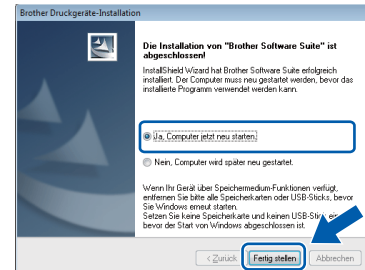 Brother Druckgeräte-Installation
Die Installation von "Brother Software Suite" ist
abgeschlossen!
InstallShield Wizard hat Brother Software Suite erfolgreich
installiert. Der Computer muss neu gestartet werden, bevor das
installierte Programm verwendet werden kann.
Ja, Computer jetzt neu starten.
Nein, Computer wird später neu gestartet.
Wenn Ihr Gerät über Speichermedium-Funktionen verfügt,
entfernen Sie bitte alle Speicherkarten oder USB-Sticks, bevor
Sie Windows erneut starten.
Setzen Sie keine Speicherkarte und keinen USB-Stick
bevor der Start von Windows abgeschlossen ist.
< Zurück
Fertig stellen
Abbrechen